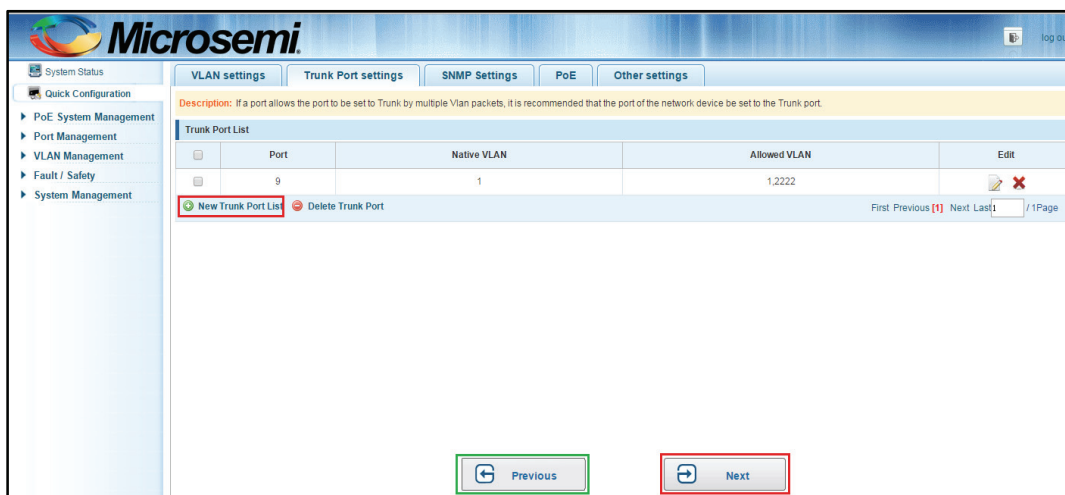 Microsemi.
log ou
System Status
Quick Configuration
PoE System Management
Port Management
VLAN Management
Fault / Safety
System Management
VLAN settings Trunk Port settings SNMP Settings PoE Other settings
Description: If a port allows the port to be set to Trunk by multiple Vlan packets, it is recommended that the port of the network device be set to the Trunk port.
Trunk Port List
Port Native VLAN Allowed VLAN Edit
9 1 1,2222
New Trunk Port List Delete Trunk Port First Previous [1] Next Last 1 / 1Page
Previous Next